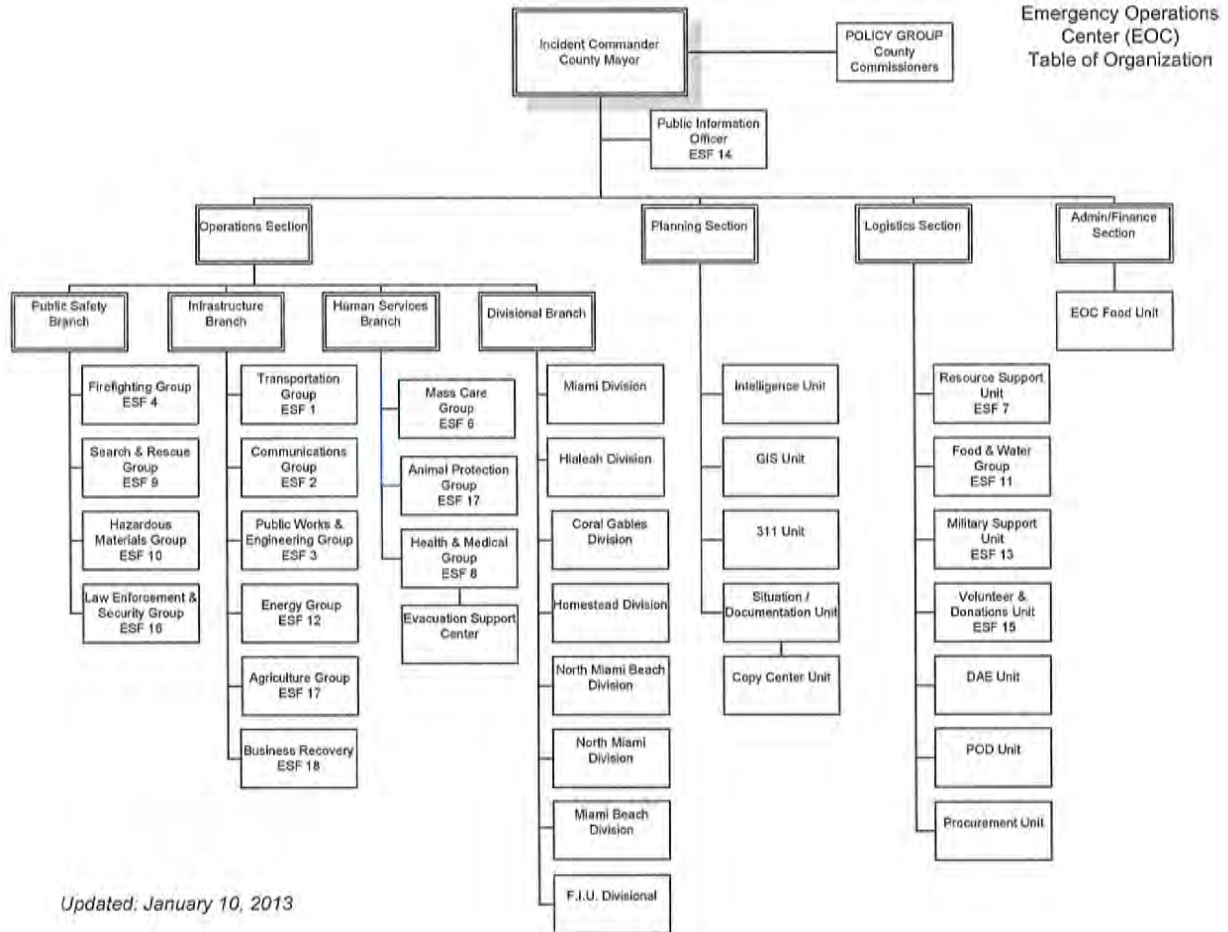 Emergency Operations
Center (EOC)
Table of Organization
Incident Commander
County Mayor
POLICY GROUP
County
Commissioners
Public Information
Officer
ESF 14
Operations Section
Planning Section
Logistics Section
Admin/Finance
Section
Public Safety
Branch
Infrastructure
Branch
Human Services
Branch
Divisional Branch
EOC Food Unit
Firefighting Group
ESF 4
Search & Rescue
Group
ESF 9
Hazardous
Materials Group
ESF 10
Law Enforcement &
Security Group
ESF 16
Transportation
Group
ESF 1
Communications
Group
ESF 2
Public Works &
Engineering Group
ESF 3
Energy Group
ESF 12
Agriculture Group
ESF 17
Business Recovery
ESF 18
Mass Care
Group
ESF 6
Animal Protection
Group
ESF 17
Health & Medical
Group
ESF 8
Evacuation Support
Center
Miami Division
Hialeah Division
Coral Gables
Division
Homestead Division
North Miami Beach
Division
North Miami
Division
Miami Beach
Division
F.I.U. Divisional
Intelligence Unit
GIS Unit
311 Unit
Situation /
Documentation Unit
Copy Center Unit
Resource Support
Unit
ESF 7
Food & Water
Group
ESF 11
Military Support
Unit
ESF 13
Volunteer &
Donations Unit
ESF 15
DAE Unit
POD Unit
Procurement Unit
Updated: January 10, 2013